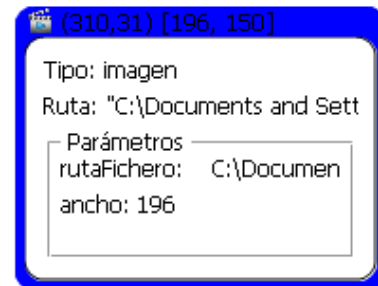 (310,31) [196, 150]
Tipo: imagen
Ruta: "C:\Documents and Sett
Parámetros
rutaFichero: C:\Documen
ancho: 196